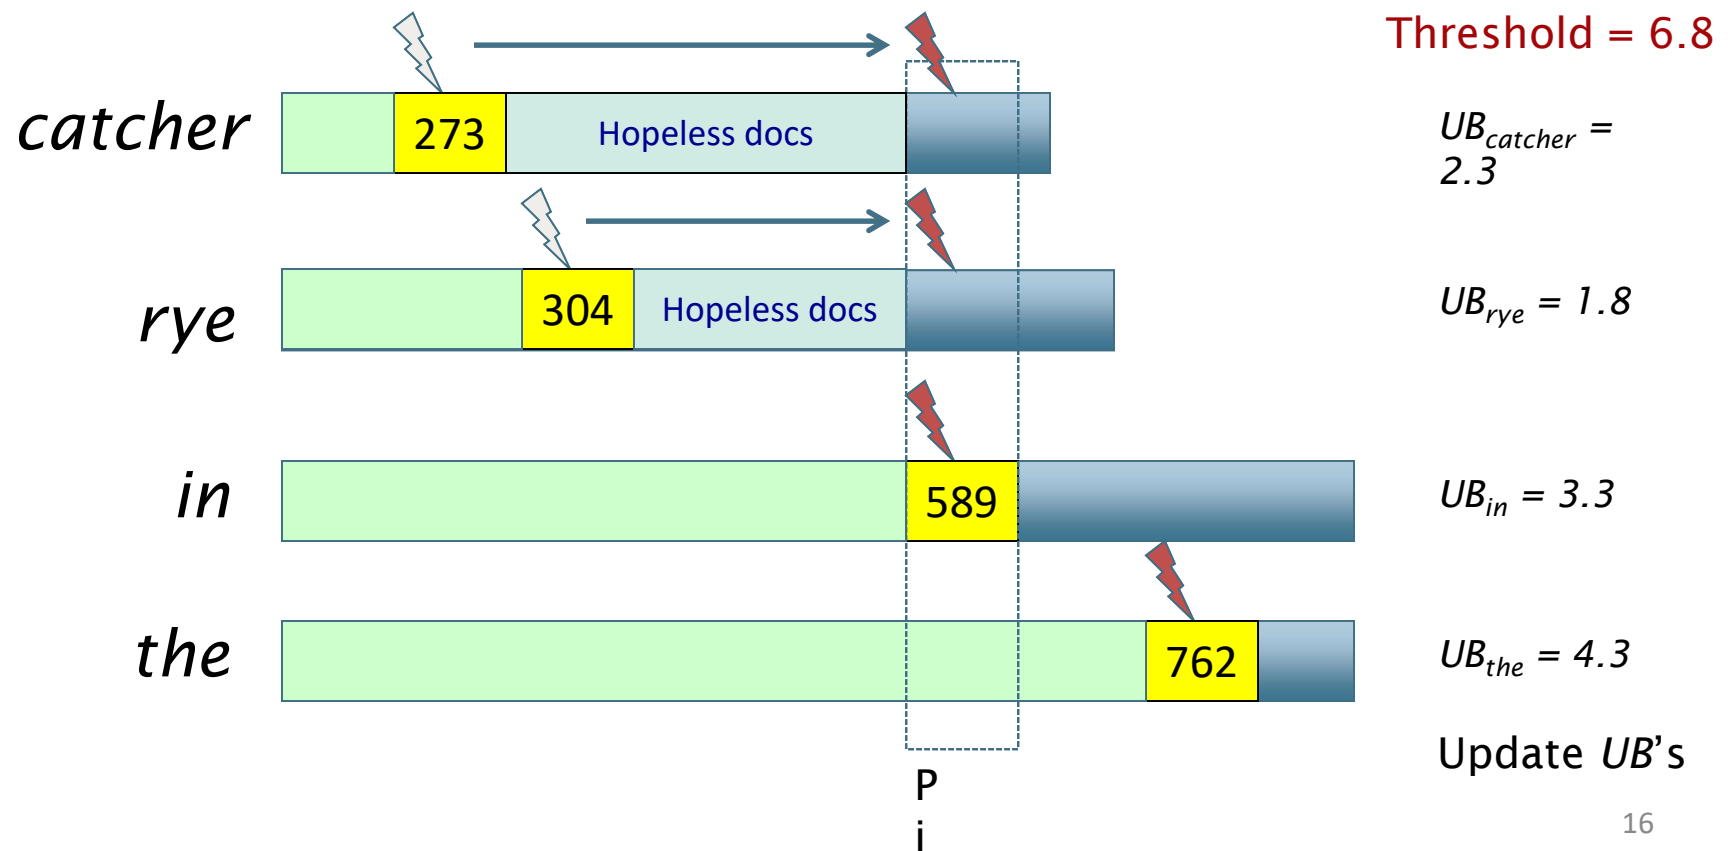 Threshold = 6.8
catcher
273
Hopeless docs
UBcatcher =
2.3
rye
304
Hopeless docs
UBrye = 1.8
in
589
UBin = 3.3
the
762
UBthe = 4.3
Update UB’s
P
i
16